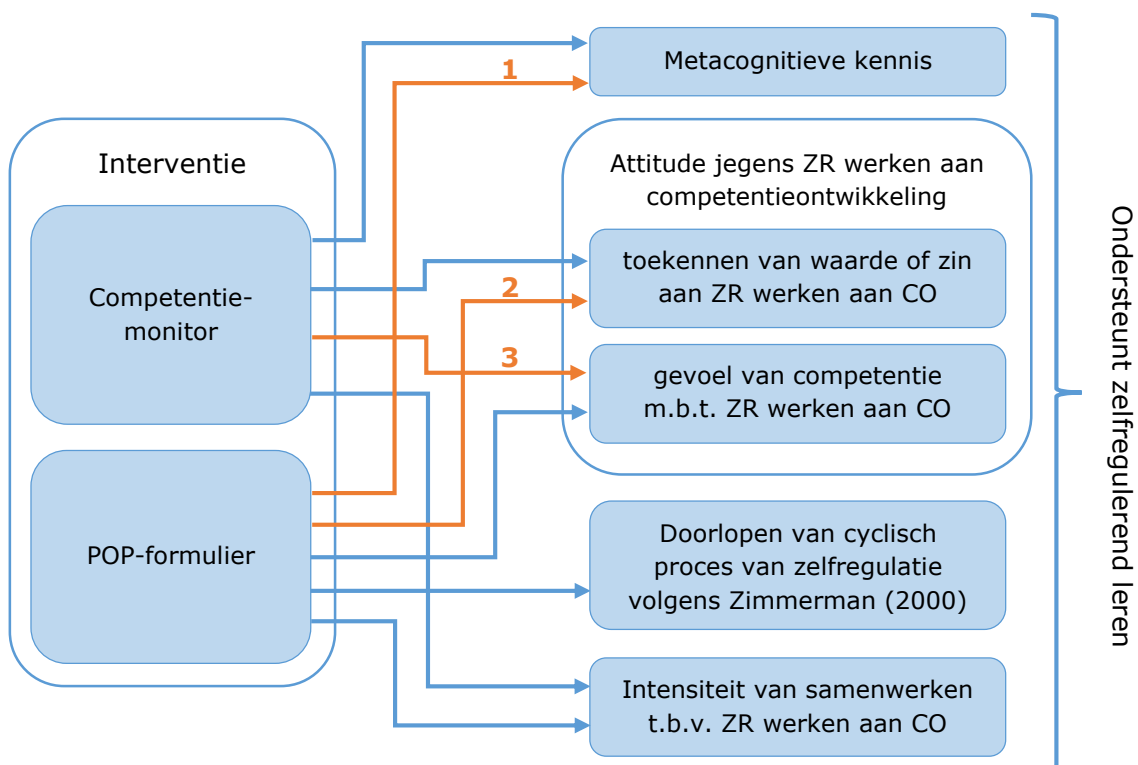 Interventie
Competentie-
monitor
POP-formulier
1
2
3
Metacognitieve kennis
Attitude jegens ZR werken aan
competentieontwikkeling
toekennen van waarde of zin
aan ZR werken aan CO
gevoel van competentie
m.b.t. ZR werken aan CO
Doorlopen van cyclisch
proces van zelfregulatie
volgens Zimmerman (2000)
Intensiteit van samenwerken
t.b.v. ZR werken aan CO
Ondersteunt zelfregulerend leren